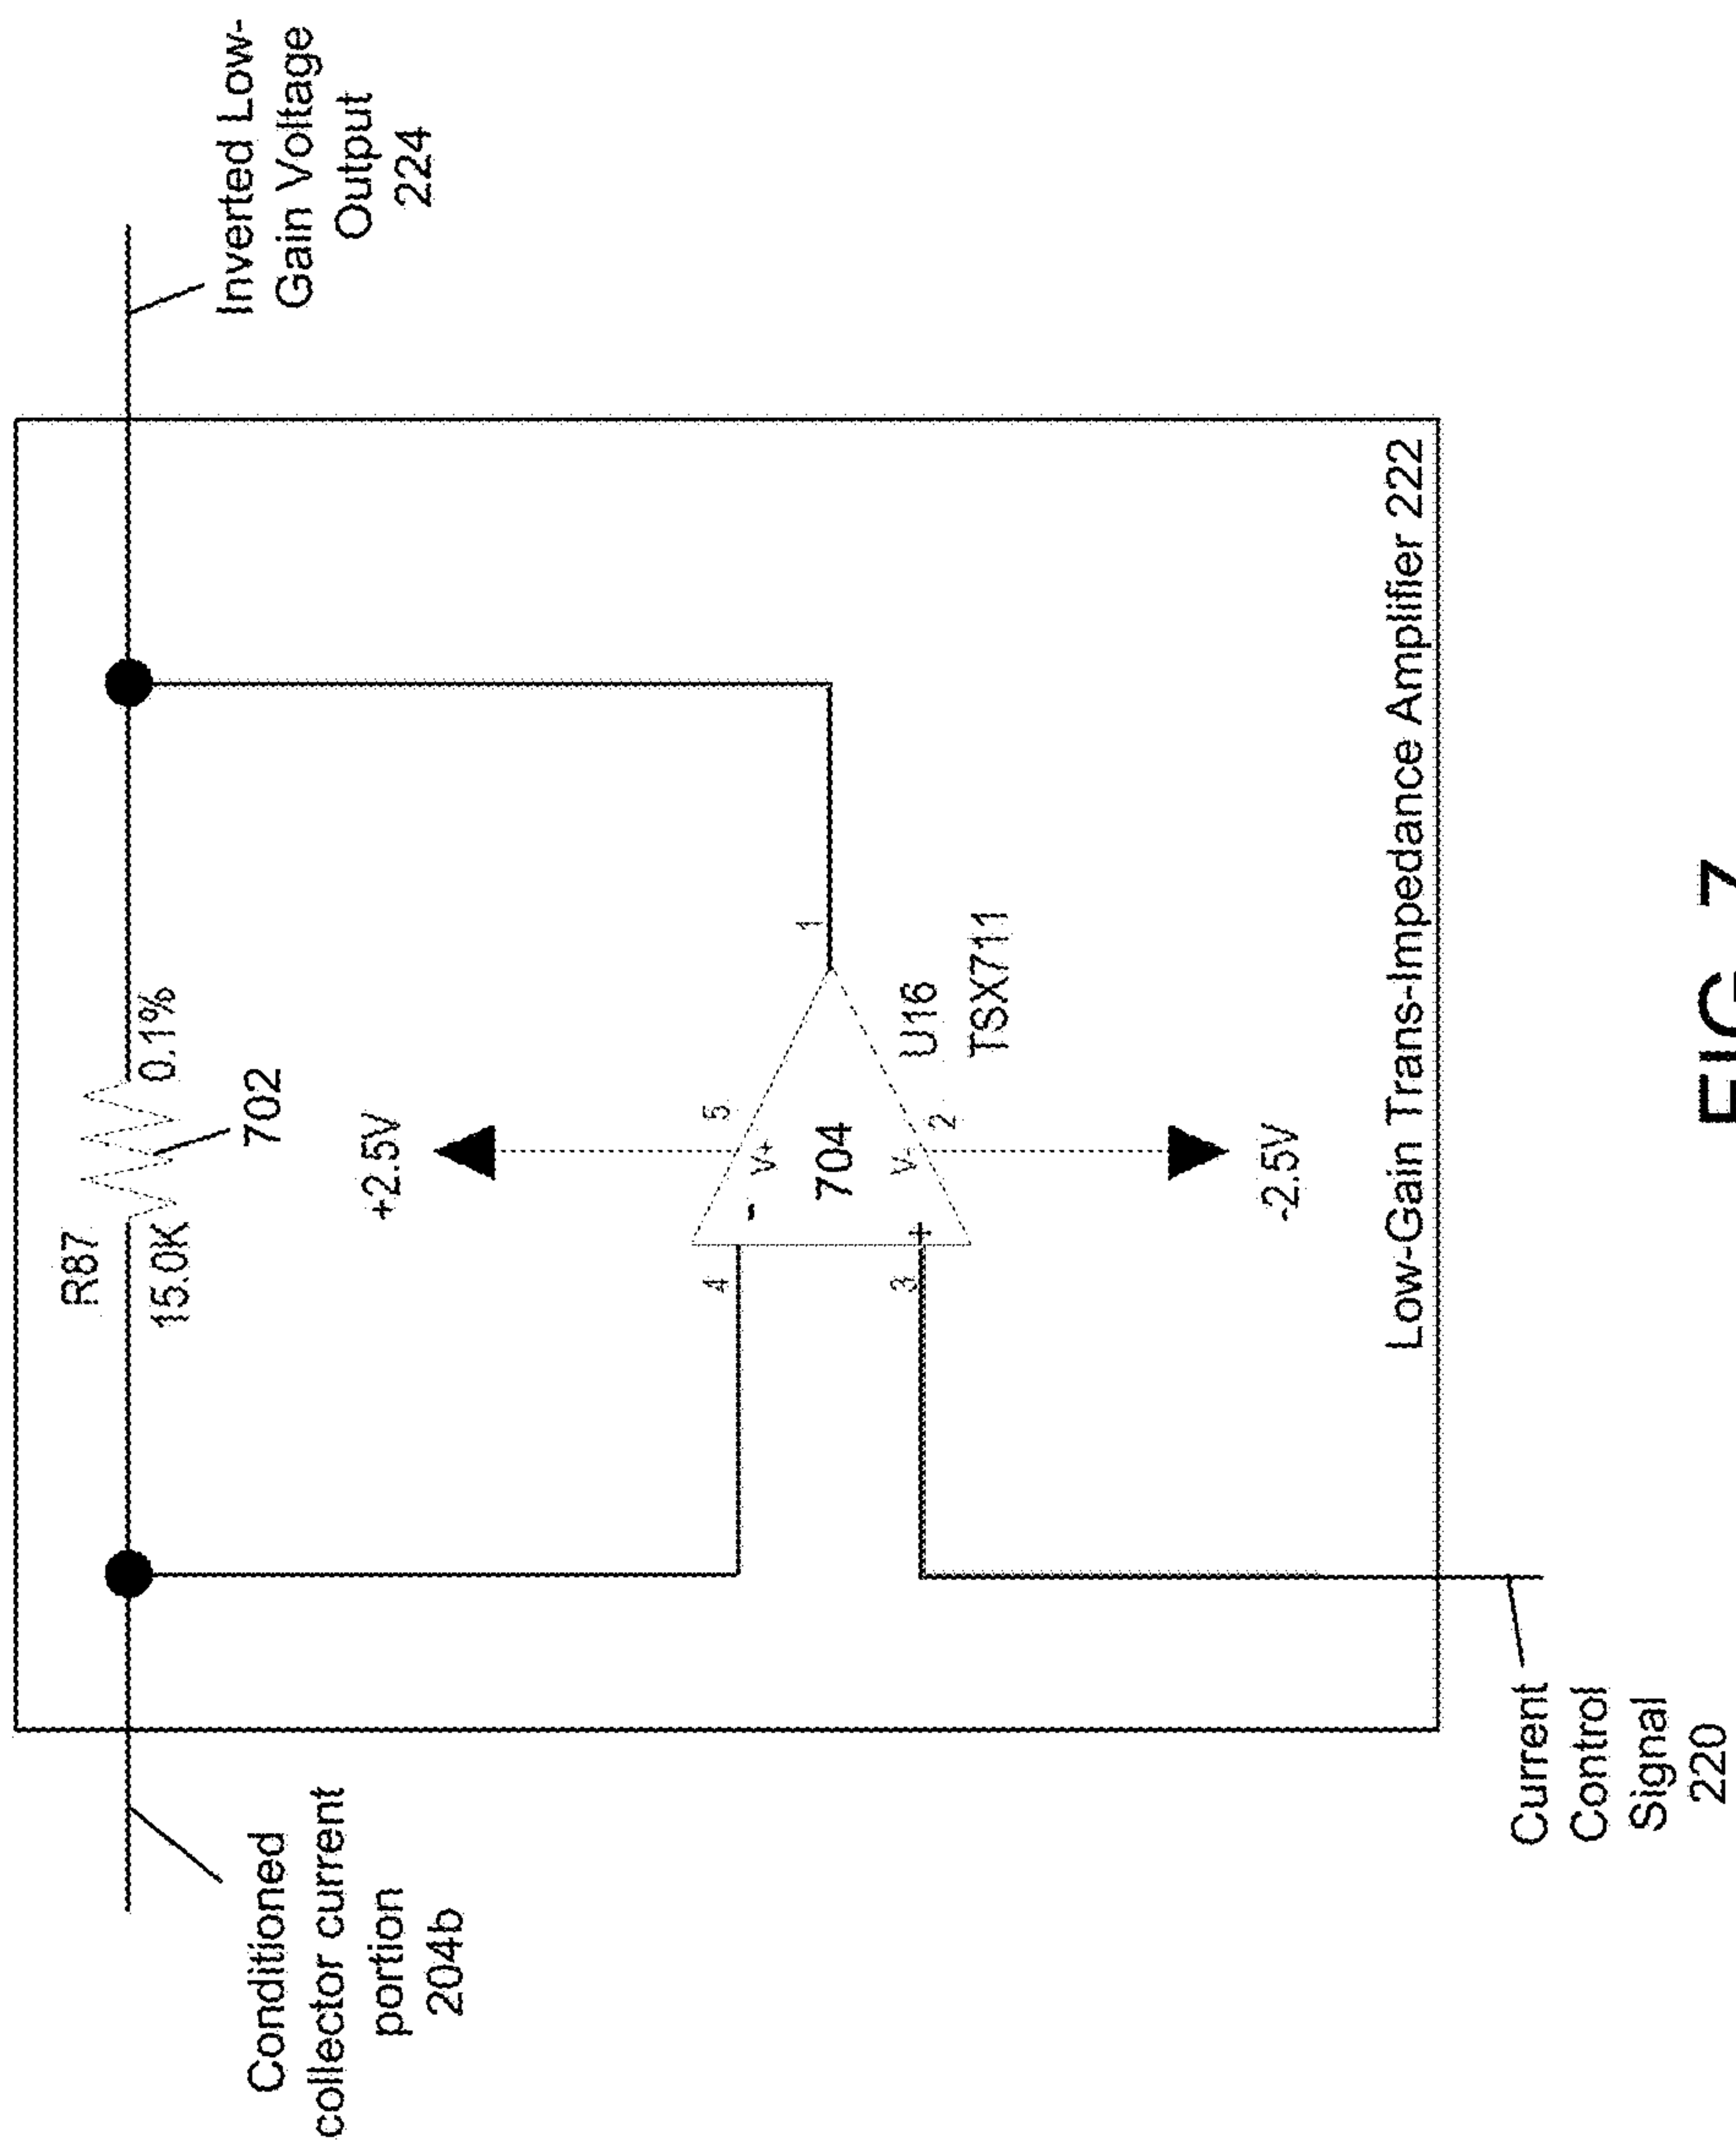 R87
15.0K
0.1%
702
+2.5V
4
-
V+
5
704
1
3
+
V-
2
U16
TSX711
-2.5V
Low-Gain Trans-Impedance Amplifier 222
Conditioned
collector current
portion
204b
Inverted Low-
Gain Voltage
Output
224
Current
Control
Signal
220
FIG. 7